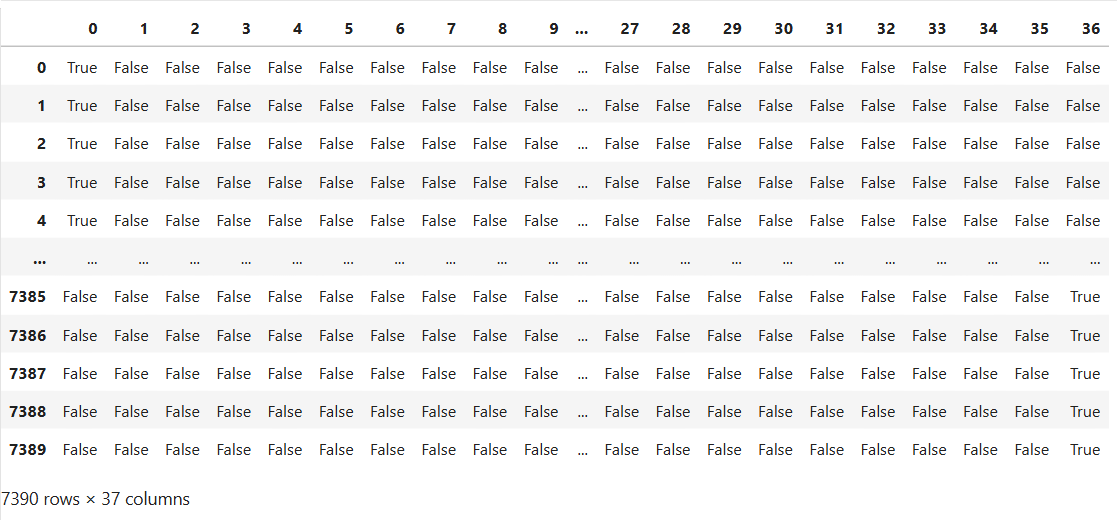 0 1 2 3 4 5 6 7 8 9 ... 27 28 29 30 31 32 33 34 35 36
0 True False False False False False False False False False ... False False False False False False False False False False
1 True False False False False False False False False False ... False False False False False False False False False False
2 True False False False False False False False False False ... False False False False False False False False False False
3 True False False False False False False False False False ... False False False False False False False False False False
4 True False False False False False False False False False ... False False False False False False False False False False
... ... ... ... ... ... ... ... ... ... ... ... ... ... ... ... ... ... ... ... ... ...
7385 False False False False False False False False False False ... False False False False False False False False False True
7386 False False False False False False False False False False ... False False False False False False False False False True
7387 False False False False False False False False False False ... False False False False False False False False False True
7388 False False False False False False False False False False ... False False False False False False False False False True
7389 False False False False False False False False False False ... False False False False False False False False False True
7390 rows × 37 columns